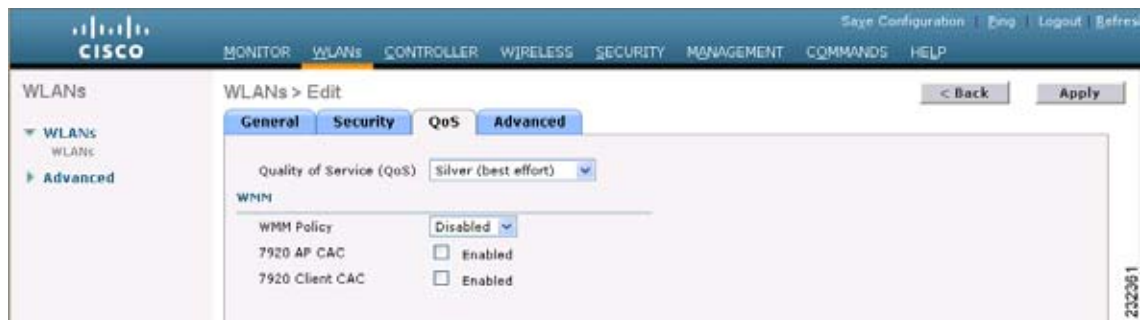 Save Configuration Ping Logout Refres
CISCO MONITOR WLANs CONTROLLER WIRELESS SECURITY MANAGEMENT COMMANDS HELP
WLANs
WLANs
WLANs
Advanced
WLANs > Edit
< Back Apply
General Security QoS Advanced
Quality of Service (QoS) Silver (best effort)
WMM
WMM Policy Disabled
7920 AP CAC Enabled
7920 Client CAC Enabled
232361